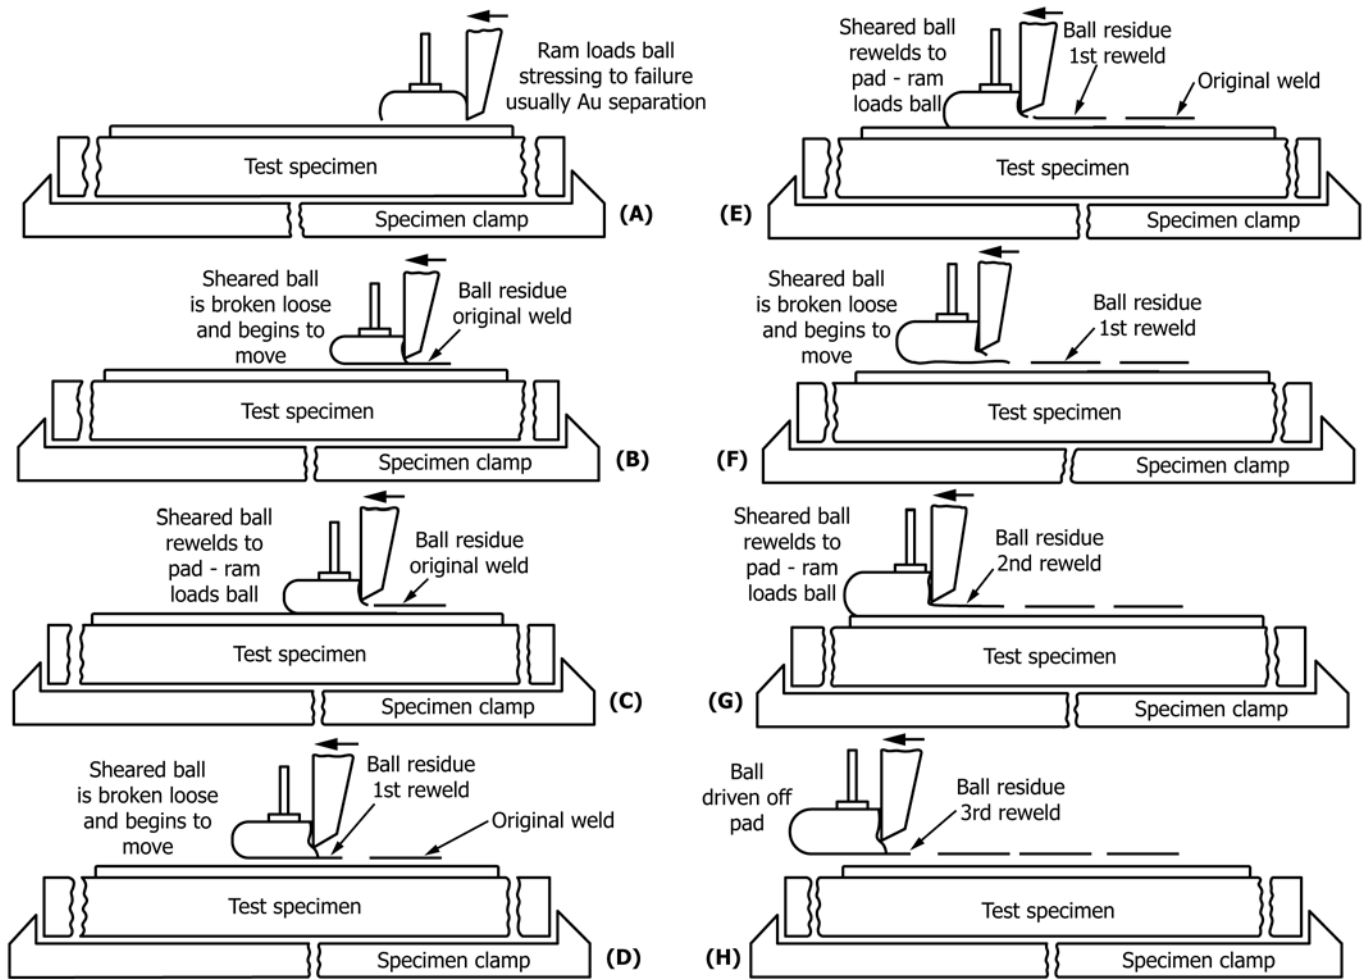 Ram loads ball
stressing to failure
usually Au separation
Test specimen
Specimen clamp
(A)
Sheared ball
is broken loose
and begins to
move
Ball residue
original weld
Test specimen
Specimen clamp
(B)
Sheared ball
rewelds to
pad - ram
loads ball
Ball residue
original weld
Test specimen
Specimen clamp
(C)
Sheared ball
is broken loose
and begins to
move
Ball residue
1st reweld
Original weld
Test specimen
Specimen clamp
(D)
Sheared ball
rewelds to
pad - ram
loads ball
Ball residue
1st reweld
Original weld
Test specimen
Specimen clamp
(E)
Sheared ball
is broken loose
and begins to
move
Ball residue
1st reweld
Test specimen
Specimen clamp
(F)
Sheared ball
rewelds to
pad - ram
loads ball
Ball residue
2nd reweld
Test specimen
Specimen clamp
(G)
Ball
driven off
pad
Ball residue
3rd reweld
Test specimen
Specimen clamp
(H)